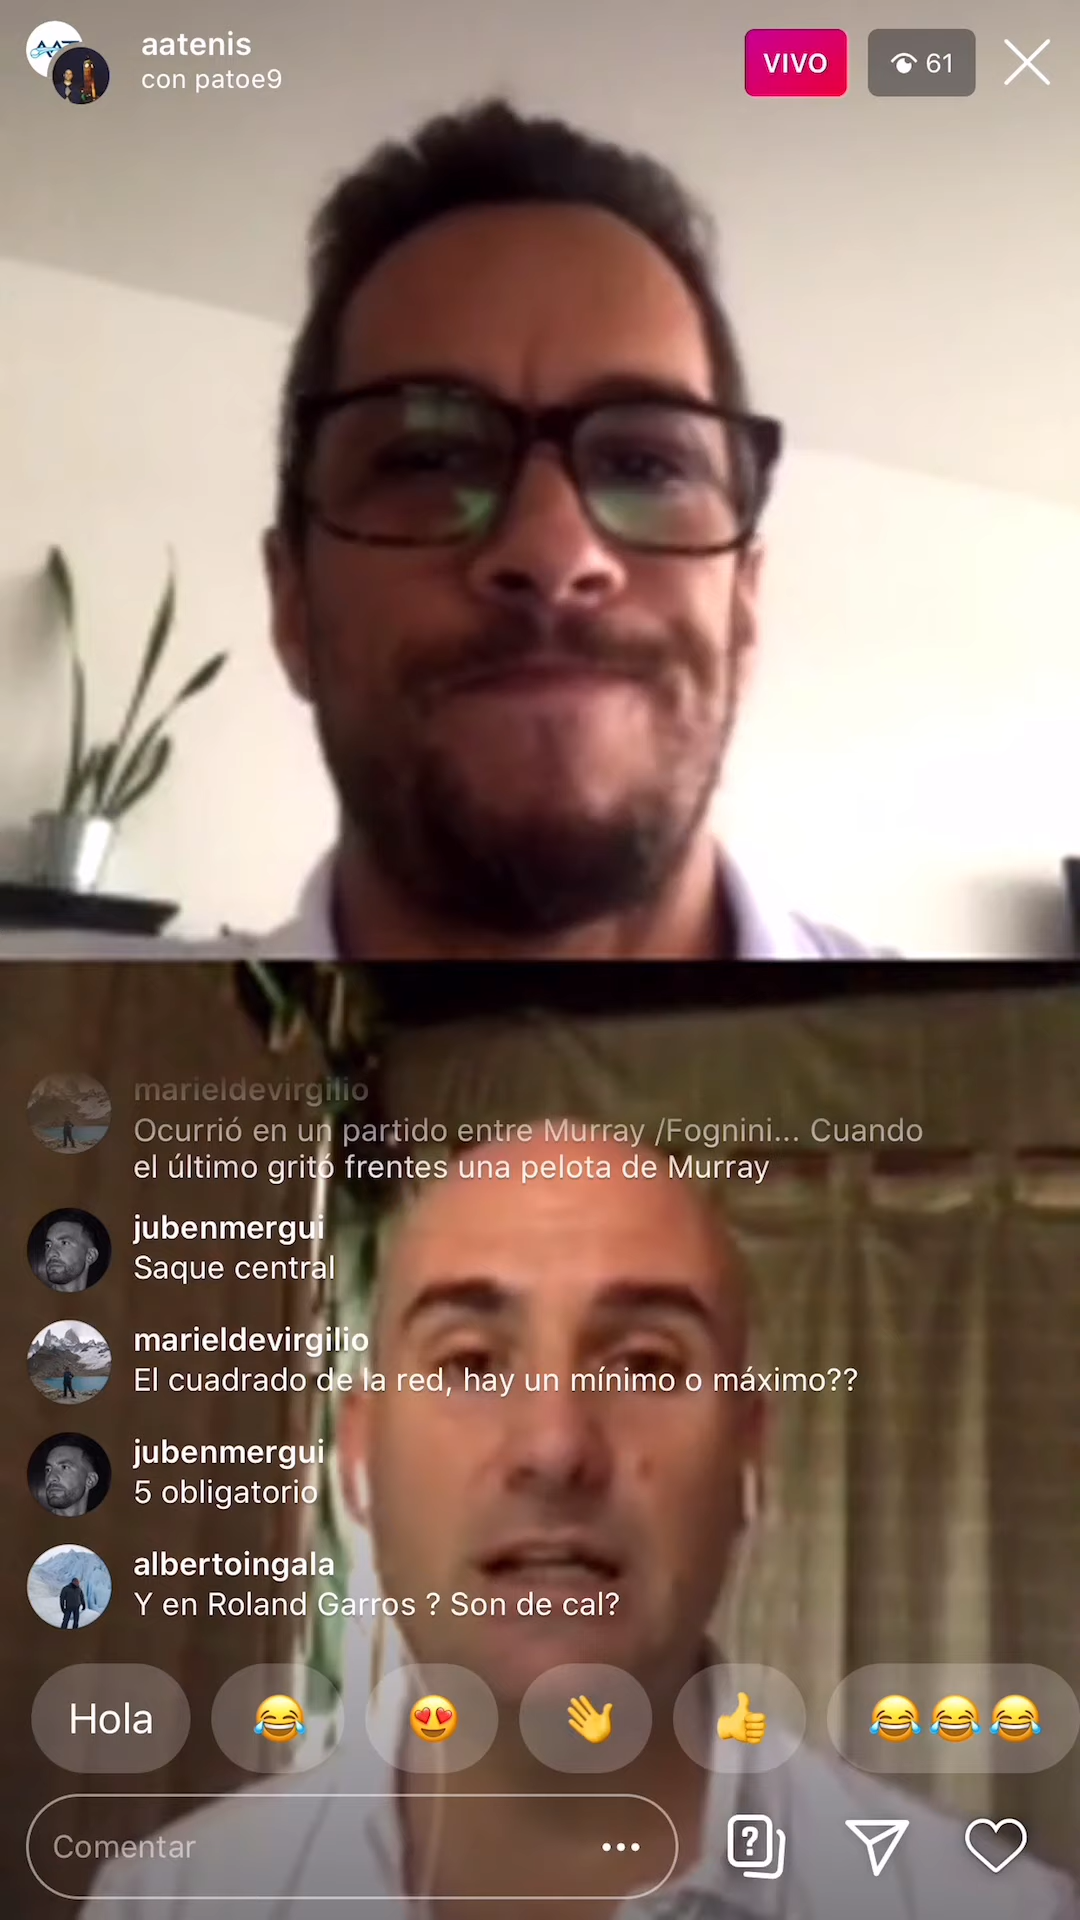 aatenis
con patoe9
VIVO
61
marieldevirgilio
Ocurrió en un partido entre Murray /Fognini... Cuando
el último gritó frentes una pelota de Murray
jubenmergui
Saque central
marieldevirgilio
El cuadrado de la red, hay un mínimo o máximo??
jubenmergui
5 obligatorio
albertoingala
Y en Roland Garros ? Son de cal?
Hola
Comentar